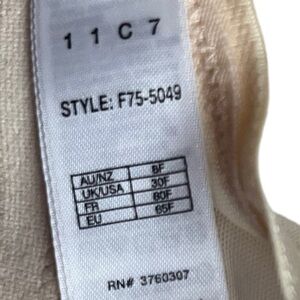 1 1 C 7
STYLE: F75-5049
AU/NZ 8F
UK/USA 30F
FR 80F
EU 65F
RN# 3760307